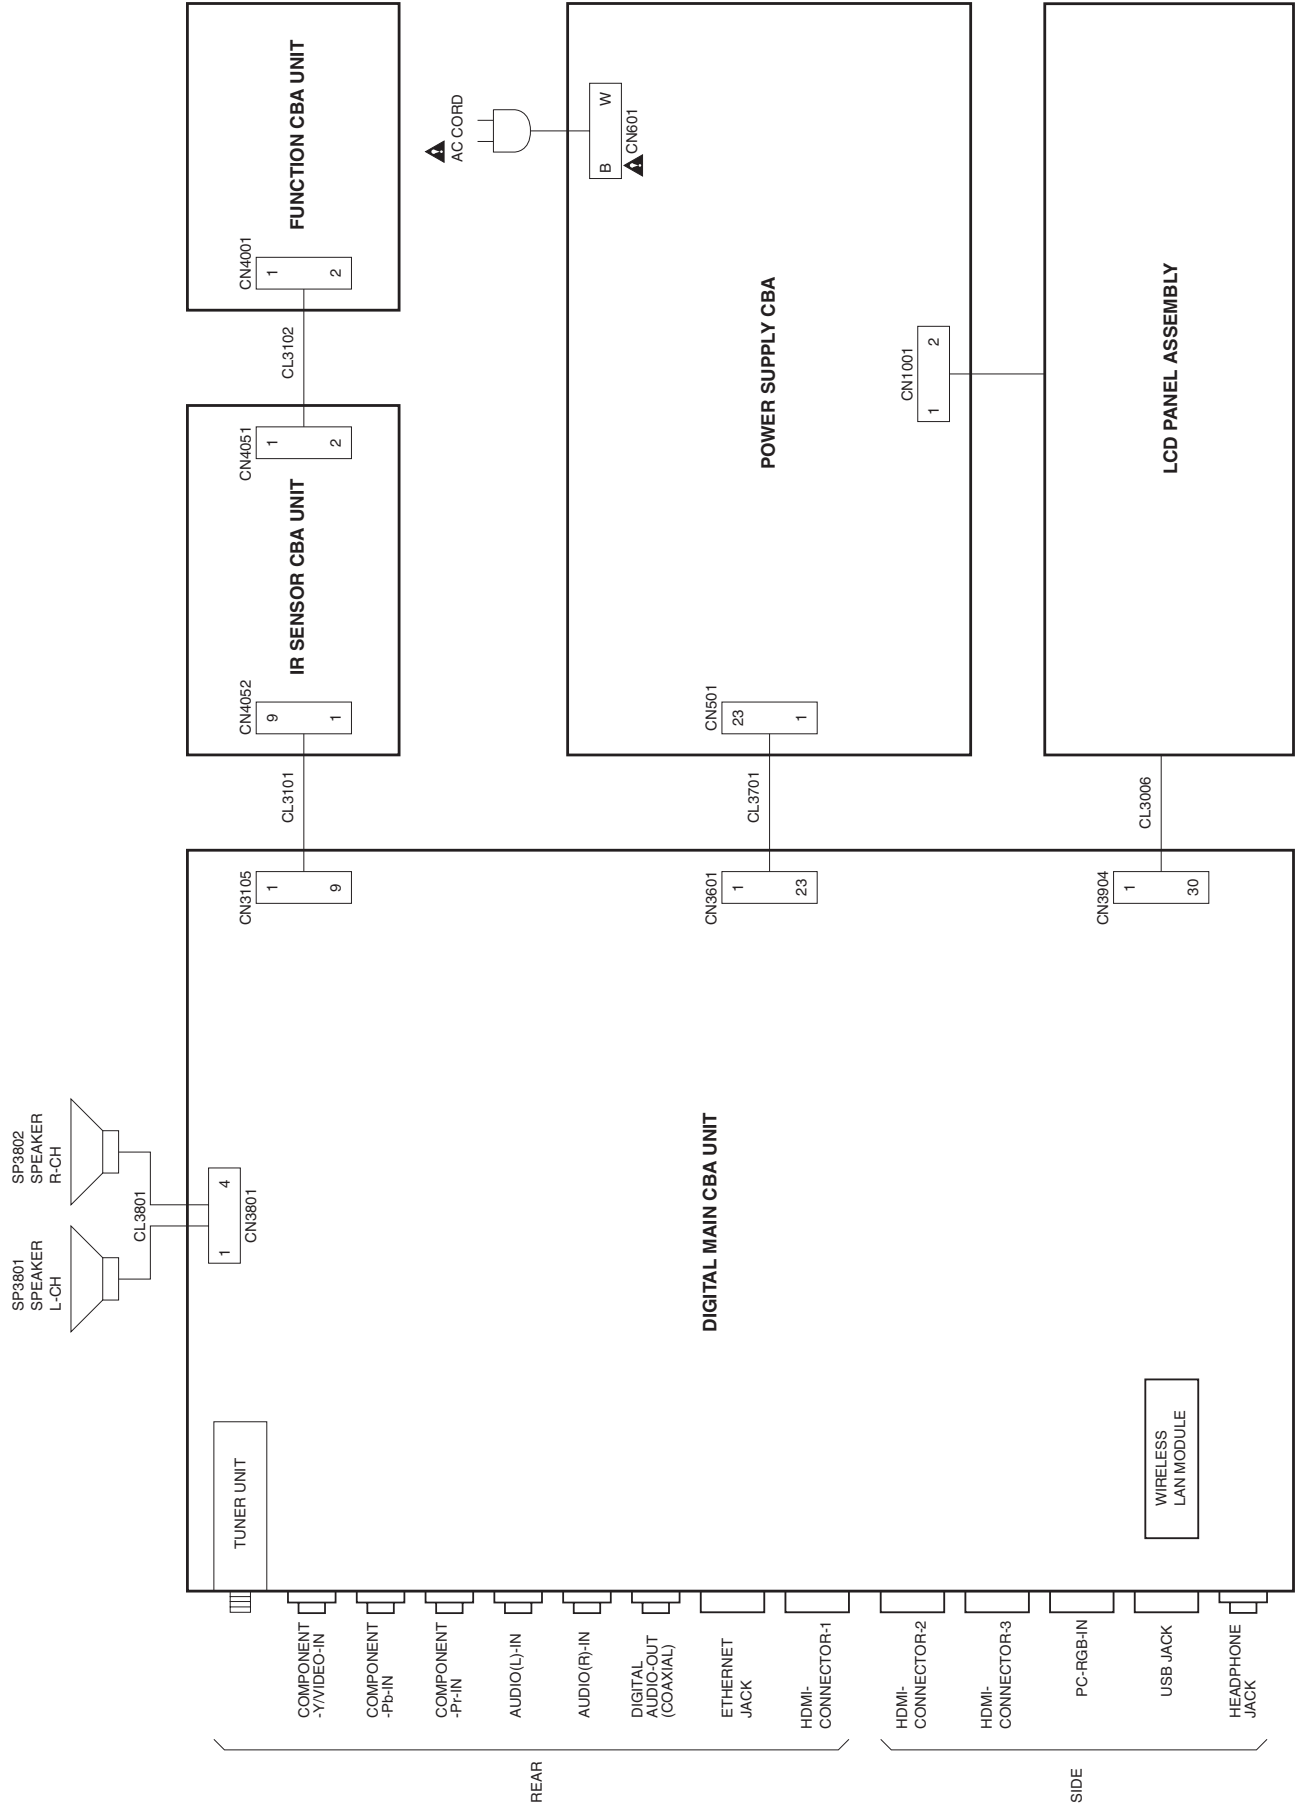 SP3801
SPEAKER
L-CH
SP3802
SPEAKER
R-CH
CL3801
1 4
CN3801
TUNER UNIT
DIGITAL MAIN CBA UNIT
WIRELESS
LAN MODULE
CN3105
1
9
CL3101
CN4052
9
1
IR SENSOR CBA UNIT
CN4051
1
2
CL3102
CN4001
1
2
FUNCTION CBA UNIT
AC CORD
B W
CN601
CN3601
1
23
CL3701
CN501
23
1
POWER SUPPLY CBA
CN1001
1 2
CN3904
1
30
CL3006
LCD PANEL ASSEMBLY
COMPONENT
-Y/VIDEO-IN
COMPONENT
-Pb-IN
COMPONENT
-Pr-IN
AUDIO(L)-IN
AUDIO(R)-IN
DIGITAL
AUDIO-OUT
(COAXIAL)
ETHERNET
JACK
HDMI-
CONNECTOR-1
REAR
HDMI-
CONNECTOR-2
HDMI-
CONNECTOR-3
PC-RGB-IN
USB JACK
HEADPHONE
JACK
SIDE